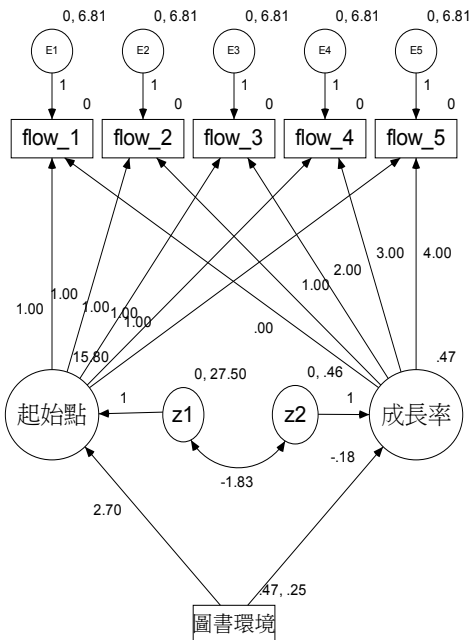 0, 6.81 0, 6.81 0, 6.81 0, 6.81 0, 6.81
E1 E2 E3 E4 E5
1 1 1 1 1
0 0 0 0 0
flow_1 flow_2 flow_3 flow_4 flow_5
3.00 4.00
2.00
1.00 1.00 1.00 1.00 1.00 1.00
.00
15.80 .47
0, 27.50 0, .46
起始點 1 z1 z2 1 成長率
-.18
-1.83
2.70
.47, .25
圖書環境